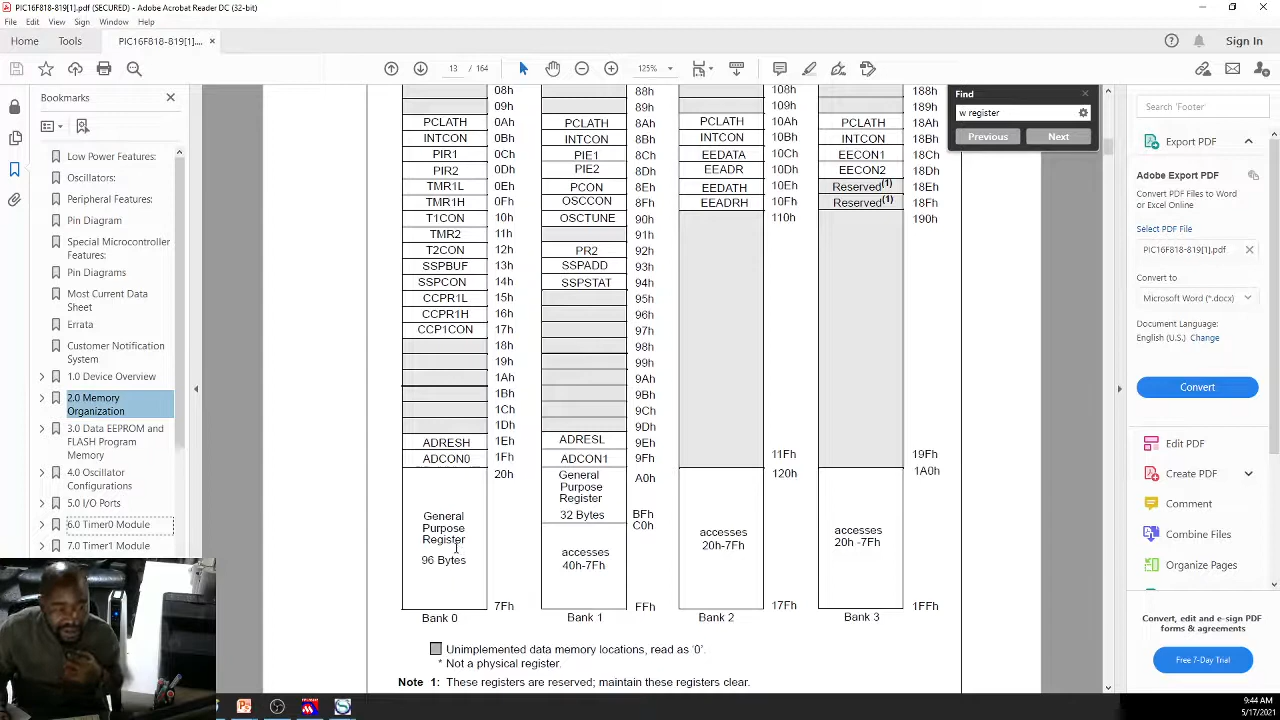 PIC16F818-819[1].pdf (SECURED) - Adobe Acrobat Reader DC (32-bit)
File Edit View Sign Window Help
Home Tools PIC16F818-819[1].... × Sign In
13 / 164 125%
Bookmarks
Low Power Features:
Oscillators:
Peripheral Features:
Pin Diagram
Special Microcontroller
Features:
Pin Diagrams
Most Current Data
Sheet
Errata
Customer Notification
System
1.0 Device Overview
2.0 Memory
Organization
3.0 Data EEPROM and
FLASH Program
Memory
4.0 Oscillator
Configurations
5.0 I/O Ports
6.0 Timer0 Module
7.0 Timer1 Module
08h 88h 108h 188h
09h 89h 109h 189h
PCLATH 0Ah PCLATH 8Ah PCLATH 10Ah PCLATH 18Ah
INTCON 0Bh INTCON 8Bh INTCON 10Bh INTCON 18Bh
PIR1 0Ch PIE1 8Ch EEDATA 10Ch EECON1 18Ch
PIR2 0Dh PIE2 8Dh EEADR 10Dh EECON2 18Dh
TMR1L 0Eh PCON 8Eh EEDATH 10Eh Reserved(1) 18Eh
TMR1H 0Fh OSCCON 8Fh EEADRH 10Fh Reserved(1) 18Fh
T1CON 10h OSCTUNE 90h 110h 190h
TMR2 11h 91h
T2CON 12h PR2 92h
SSPBUF 13h SSPADD 93h
SSPCON 14h SSPSTAT 94h
CCPR1L 15h 95h
CCPR1H 16h 96h
CCP1CON 17h 97h
18h 98h
19h 99h
1Ah 9Ah
1Bh 9Bh
1Ch 9Ch
1Dh 9Dh
ADRESH 1Eh ADRESL 9Eh
ADCON0 1Fh ADCON1 9Fh 11Fh 19Fh
20h A0h 120h 1A0h
General
Purpose
Register
96 Bytes
7Fh
General
Purpose
Register
32 Bytes
BFh
C0h
accesses
40h-7Fh
FFh
accesses
20h-7Fh
17Fh
accesses
20h -7Fh
1FFh
Bank 0 Bank 1 Bank 2 Bank 3
Unimplemented data memory locations, read as '0'.
* Not a physical register.
Note 1: These registers are reserved; maintain these registers clear.
Find
w register
Previous Next
Search 'Footer'
Export PDF
Adobe Export PDF
Convert PDF Files to Word
or Excel Online
Select PDF File
PIC16F818-819[1].pdf
Convert to
Microsoft Word (*.docx)
Document Language:
English (U.S.) Change
Convert
Edit PDF
Create PDF
Comment
Combine Files
Organize Pages
Convert, edit and e-sign PDF
forms & agreements
Free 7-Day Trial
9:44 AM
5/17/2021